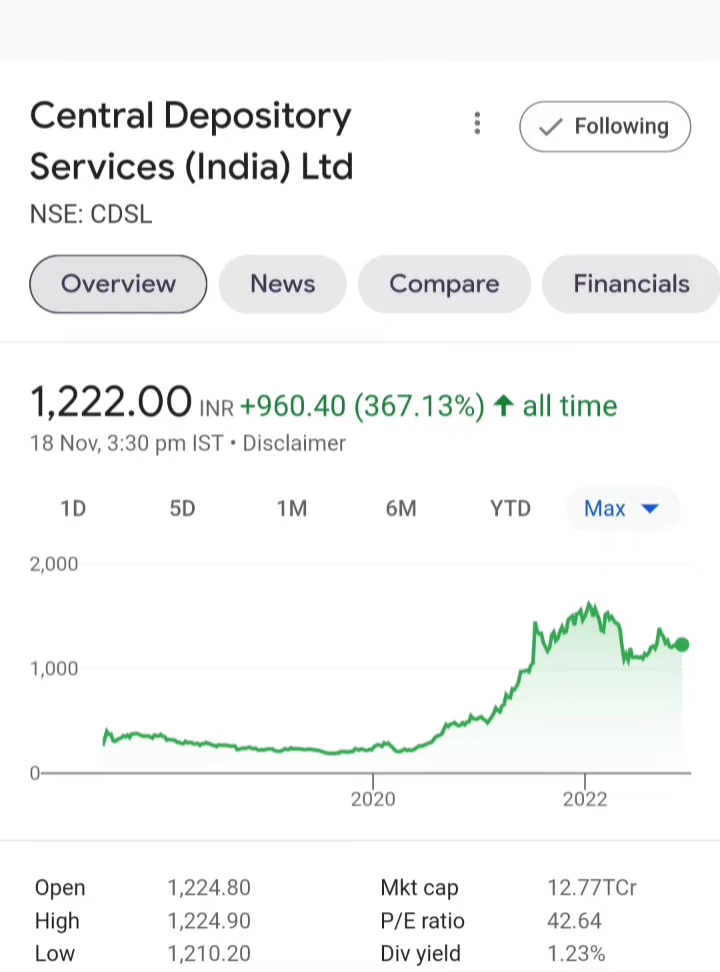 Central Depository
Services (India) Ltd
NSE: CDSL
Following
Overview News Compare Financials
1,222.00 INR +960.40 (367.13%) ↑ all time
18 Nov, 3:30 pm IST • Disclaimer
1D 5D 1M 6M YTD Max
2,000
1,000
0
2020 2022
Open 1,224.80 Mkt cap 12.77TCr
High 1,224.90 P/E ratio 42.64
Low 1,210.20 Div yield 1.23%